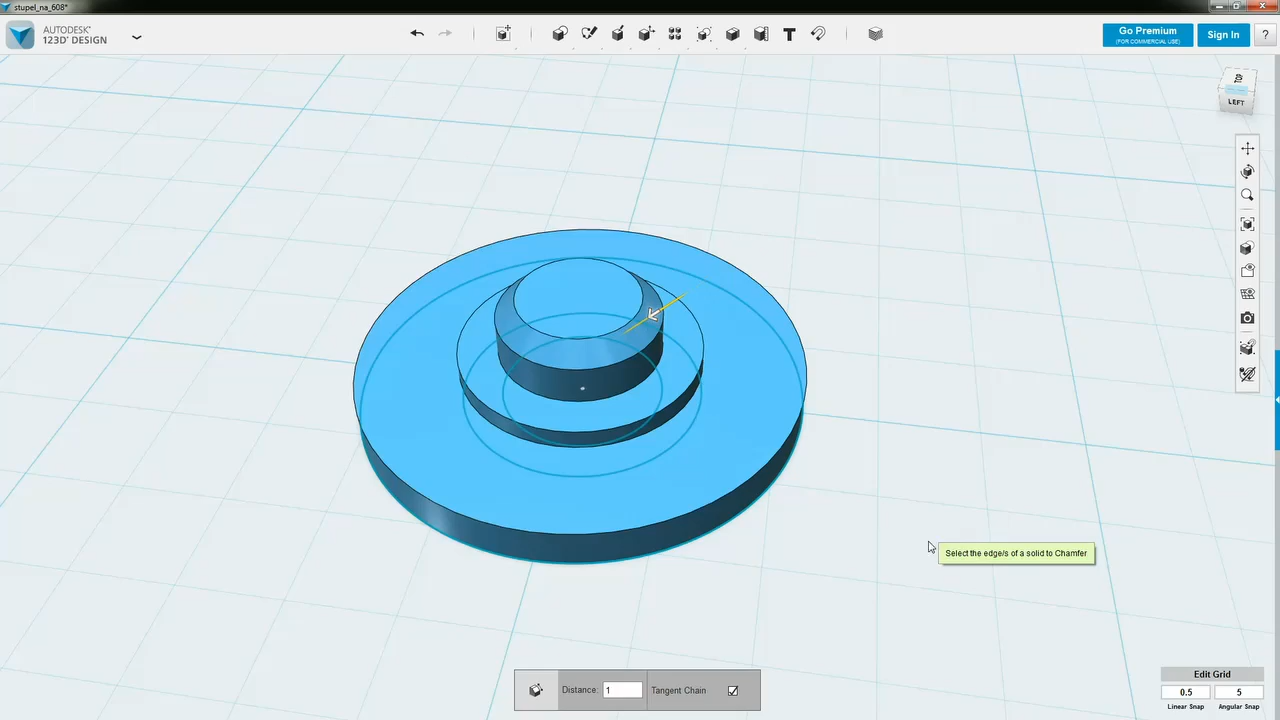 stupel_na_608*
AUTODESK®
123D® DESIGN
T
Go Premium
(FOR COMMERCIAL USE)
Sign In
?
TOP
LEFT
Select the edge/s of a solid to Chamfer
Distance: 1
Tangent Chain
Edit Grid
0.5
5
Linear Snap
Angular Snap